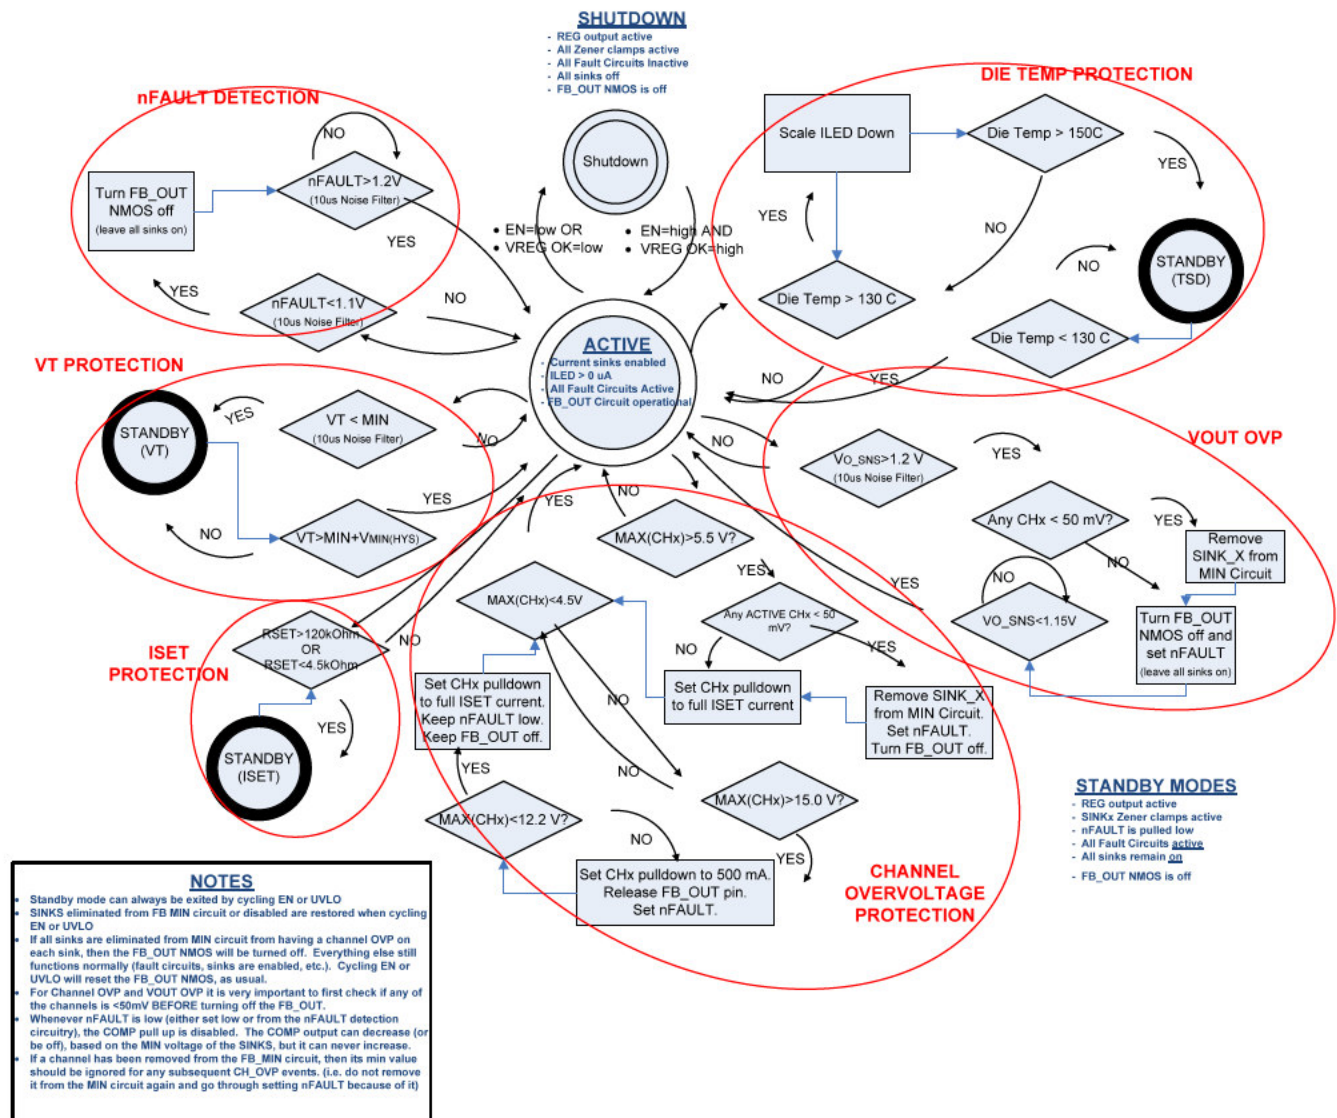 SHUTDOWN
- REG output active
- All Zener clamps active
- All Fault Circuits Inactive
- All sinks off
- FB_OUT NMOS is off
Shutdown
• EN=low OR
• VREG OK=low
• EN=high AND
• VREG OK=high
nFAULT DETECTION
NO
Turn FB_OUT
NMOS off
(leave all sinks on)
nFAULT>1.2V
(10us Noise Filter)
YES
YES
nFAULT<1.1V
(10us Noise Filter)
NO
DIE TEMP PROTECTION
Scale ILED Down
Die Temp > 150C
YES
YES
NO
STANDBY
(TSD)
NO
Die Temp > 130 C
Die Temp < 130 C
NO
YES
ACTIVE
- Current sinks enabled
- ILED > 0 uA
- All Fault Circuits Active
- FB_OUT Circuit operational
VT PROTECTION
STANDBY
(VT)
YES
VT < MIN
(10us Noise Filter)
NO
YES
NO
VT>MIN+VMIN(HYS)
VOUT OVP
NO
VO_SNS>1.2 V
(10us Noise Filter)
YES
Any CHx < 50 mV?
YES
Remove
SINK_X from
MIN Circuit
NO
NO
YES
VO_SNS<1.15V
Turn FB_OUT
NMOS off and
set nFAULT
(leave all sinks on)
ISET
PROTECTION
RSET>120kOhm
OR
RSET<4.5kOhm
NO
YES
STANDBY
(ISET)
YES
NO
MAX(CHx)>5.5 V?
YES
MAX(CHx)<4.5V
Any ACTIVE CHx < 50
mV?
NO
YES
Set CHx pulldown
to full ISET current.
Keep nFAULT low.
Keep FB_OUT off.
Set CHx pulldown
to full ISET current
Remove SINK_X
from MIN Circuit.
Set nFAULT.
Turn FB_OUT off.
NO
NO
YES
MAX(CHx)<12.2 V?
MAX(CHx)>15.0 V?
NO
YES
Set CHx pulldown to 500 mA.
Release FB_OUT pin.
Set nFAULT.
CHANNEL
OVERVOLTAGE
PROTECTION
STANDBY MODES
- REG output active
- SINKx Zener clamps active
- nFAULT is pulled low
- All Fault Circuits active
- All sinks remain on
- FB_OUT NMOS is off
NOTES
• Standby mode can always be exited by cycling EN or UVLO
• SINKS eliminated from FB MIN circuit or disabled are restored when cycling
EN or UVLO
• If all sinks are eliminated from MIN circuit from having a channel OVP on
each sink, then the FB_OUT NMOS will be turned off. Everything else still
functions normally (fault circuits, sinks are enabled, etc.). Cycling EN or
UVLO will reset the FB_OUT NMOS, as usual.
• For Channel OVP and VOUT OVP it is very important to first check if any of
the channels is <50mV BEFORE turning off the FB_OUT.
• Whenever nFAULT is low (either set low or from the nFAULT detection
circuitry), the COMP pull up is disabled. The COMP output can decrease (or
be off), based on the MIN voltage of the SINKS, but it can never increase.
• If a channel has been removed from the FB_MIN circuit, then its min value
should be ignored for any subsequent CH_OVP events. (i.e. do not remove
it from the MIN circuit again and go through setting nFAULT because of it)